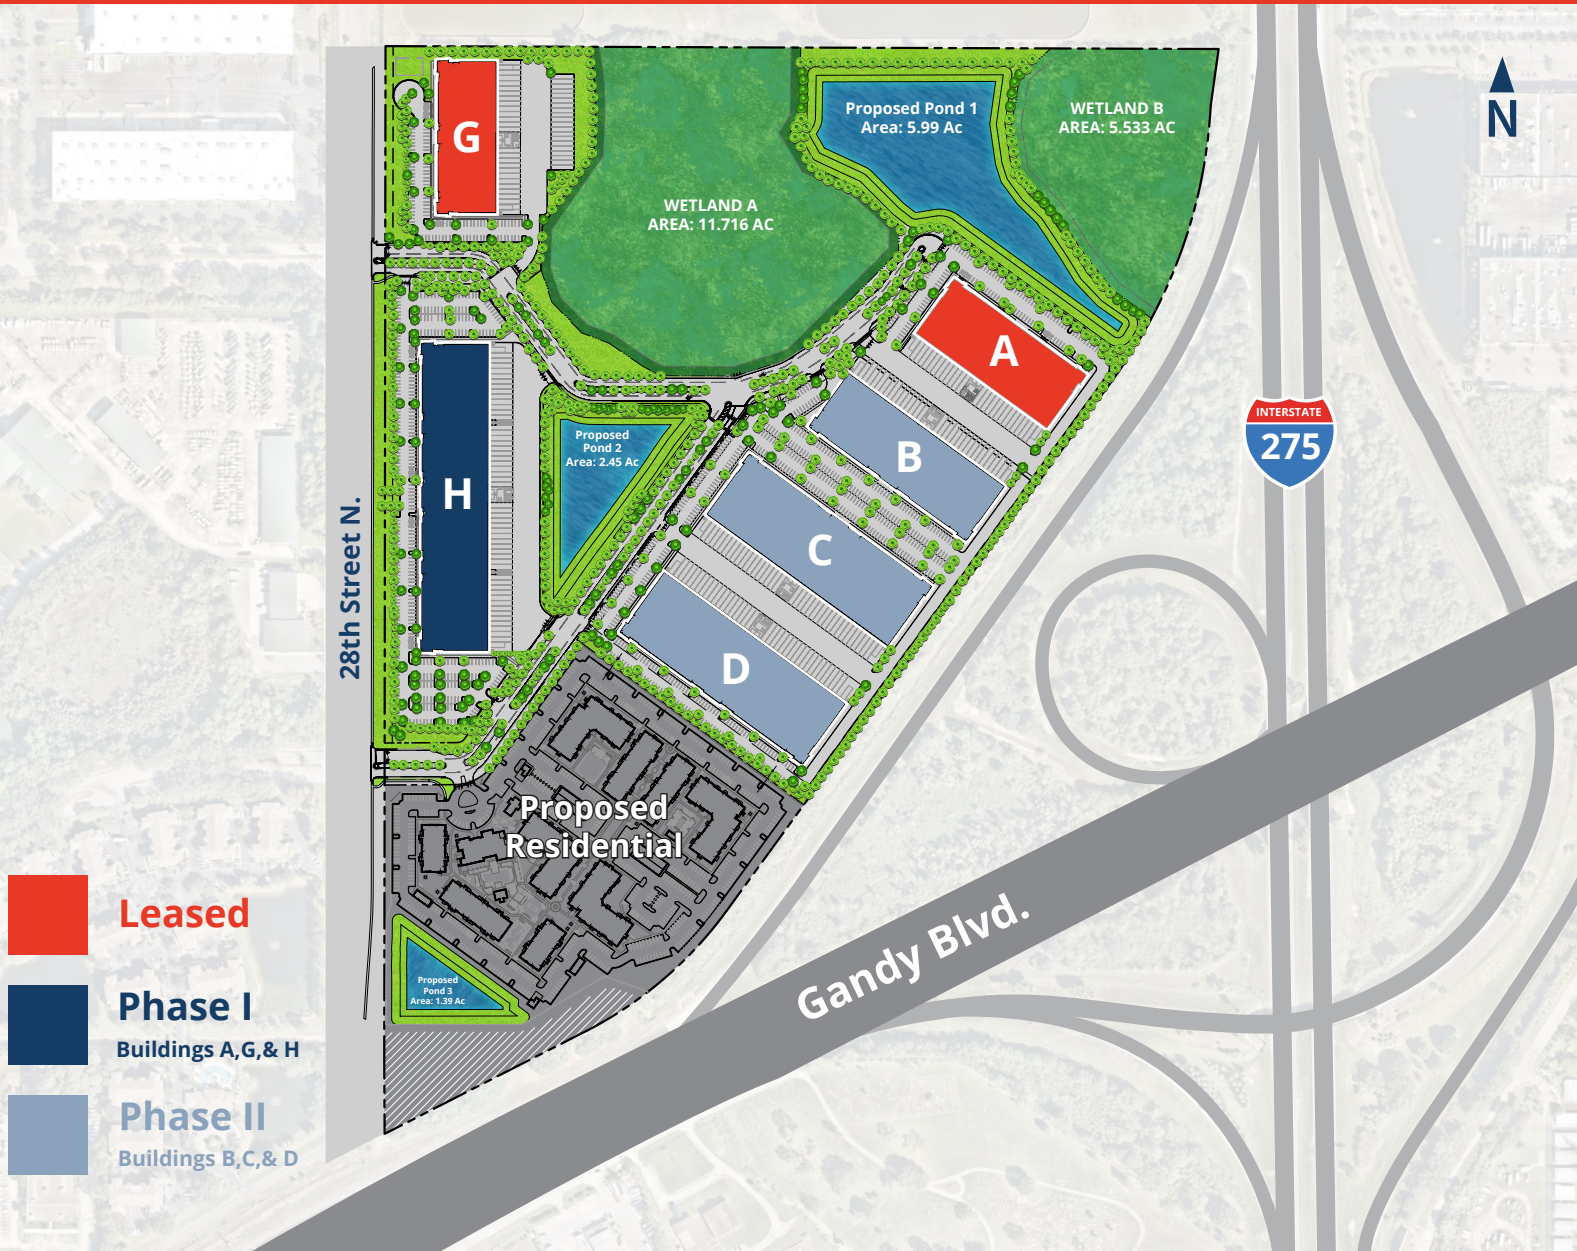 G
WETLAND A
AREA: 11.716 AC
Proposed Pond 1
Area: 5.99 Ac
WETLAND B
AREA: 5.533 AC
N
A
B
C
D
H
Proposed
Pond 2
Area: 2.45 Ac
28th Street N.
INTERSTATE
275
Proposed
Residential
Proposed
Pond 3
Area: 1.39 Ac
Gandy Blvd.
Leased
Phase I
Buildings A,G,& H
Phase II
Buildings B,C,& D